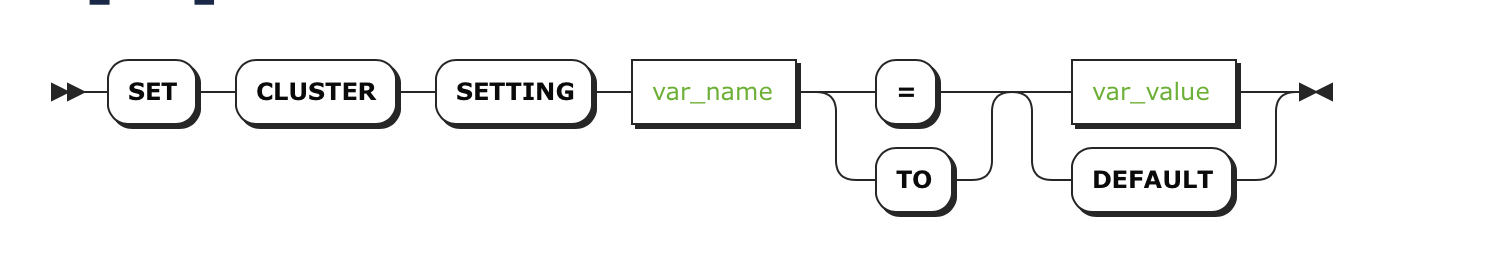 SET CLUSTER SETTING var_name = var_value
TO DEFAULT